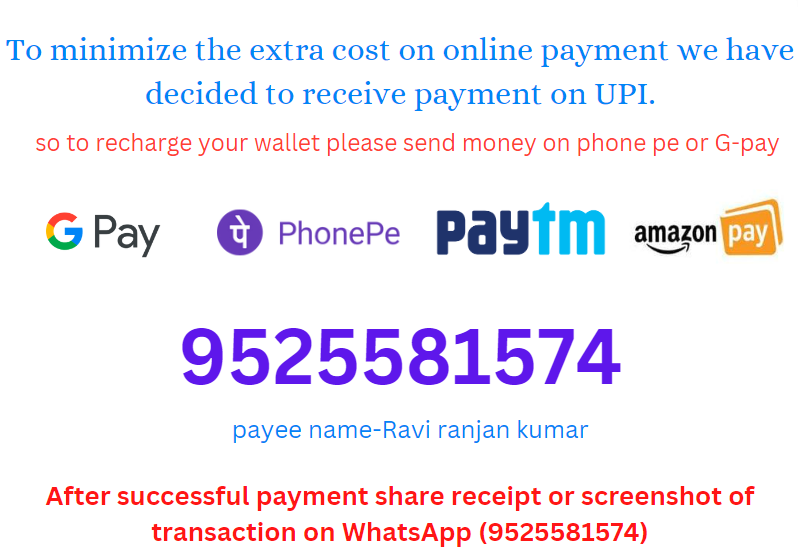 To minimize the extra cost on online payment we have
decided to receive payment on UPI.
so to recharge your wallet please send money on phone pe or G-pay
G Pay पे PhonePe paytm amazon pay
9525581574
payee name-Ravi ranjan kumar
After successful payment share receipt or screenshot of
transaction on WhatsApp (9525581574)